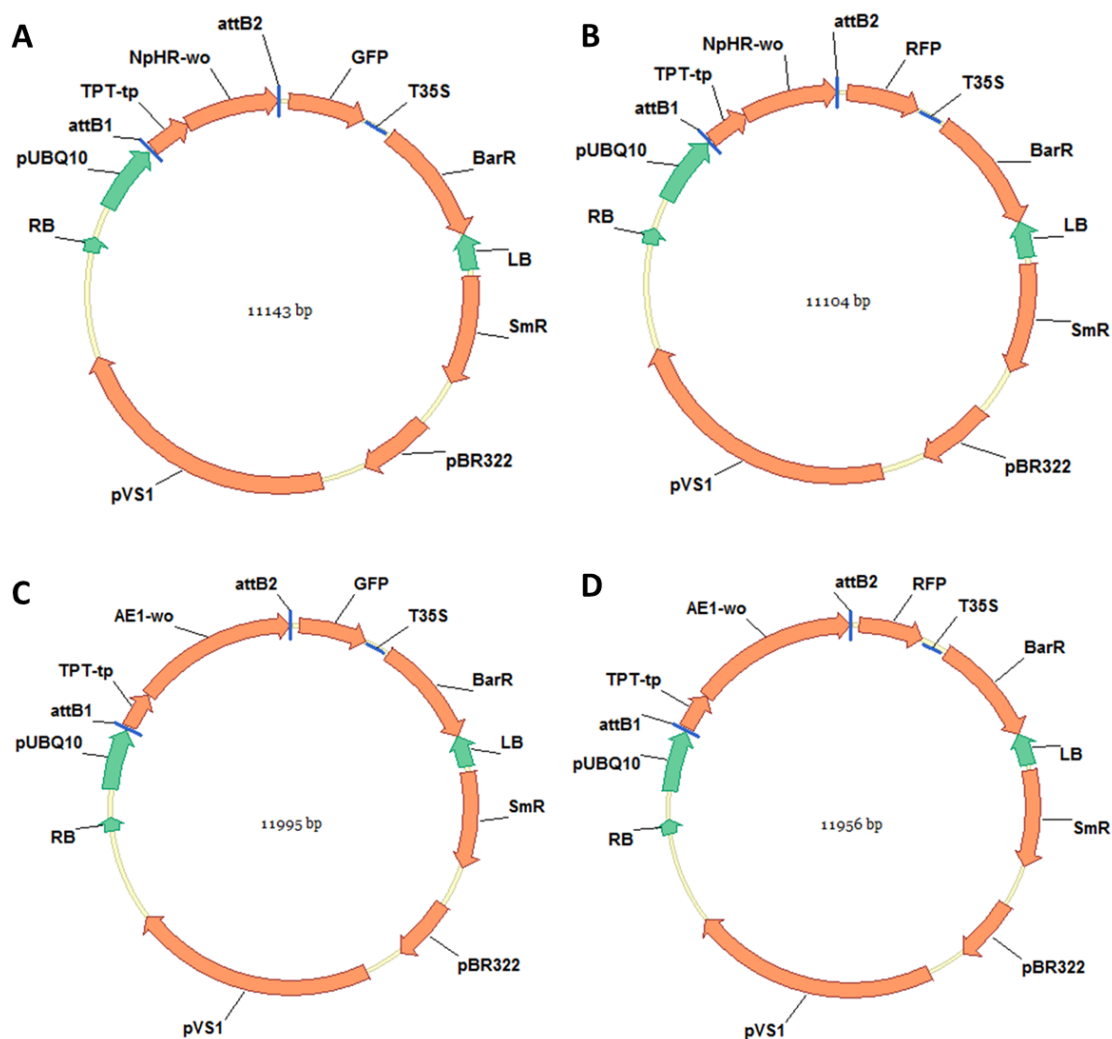 A
attB2
NpHR-wo
GFP
TPT-tp
T35S
attB1
pUBQ10
BarR
RB
LB
11143 bp
SmR
pBR322
pVS1
B
attB2
NpHR-wo
RFP
TPT-tp
T35S
attB1
pUBQ10
BarR
RB
LB
11104 bp
SmR
pBR322
pVS1
C
attB2
GFP
AE1-wo
T35S
TPT-tp
BarR
attB1
pUBQ10
LB
SmR
11995 bp
RB
pBR322
pVS1
D
attB2
RFP
AE1-wo
T35S
TPT-tp
BarR
attB1
pUBQ10
LB
SmR
11956 bp
RB
pBR322
pVS1